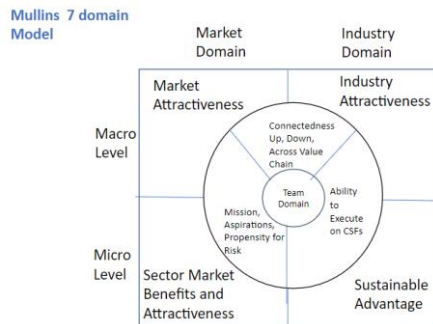 Mullins 7 domain
Model
Market
Domain
Industry
Domain
Market
Attractiveness
Industry
Attractiveness
Macro
Level
Connectedness
Up, Down,
Across Value
Chain
Team
Domain
Mission,
Aspirations,
Propensity for
Risk
Ability
to
Execute
on CSFs
Micro
Level
Sector Market
Benefits and
Attractiveness
Sustainable
Advantage